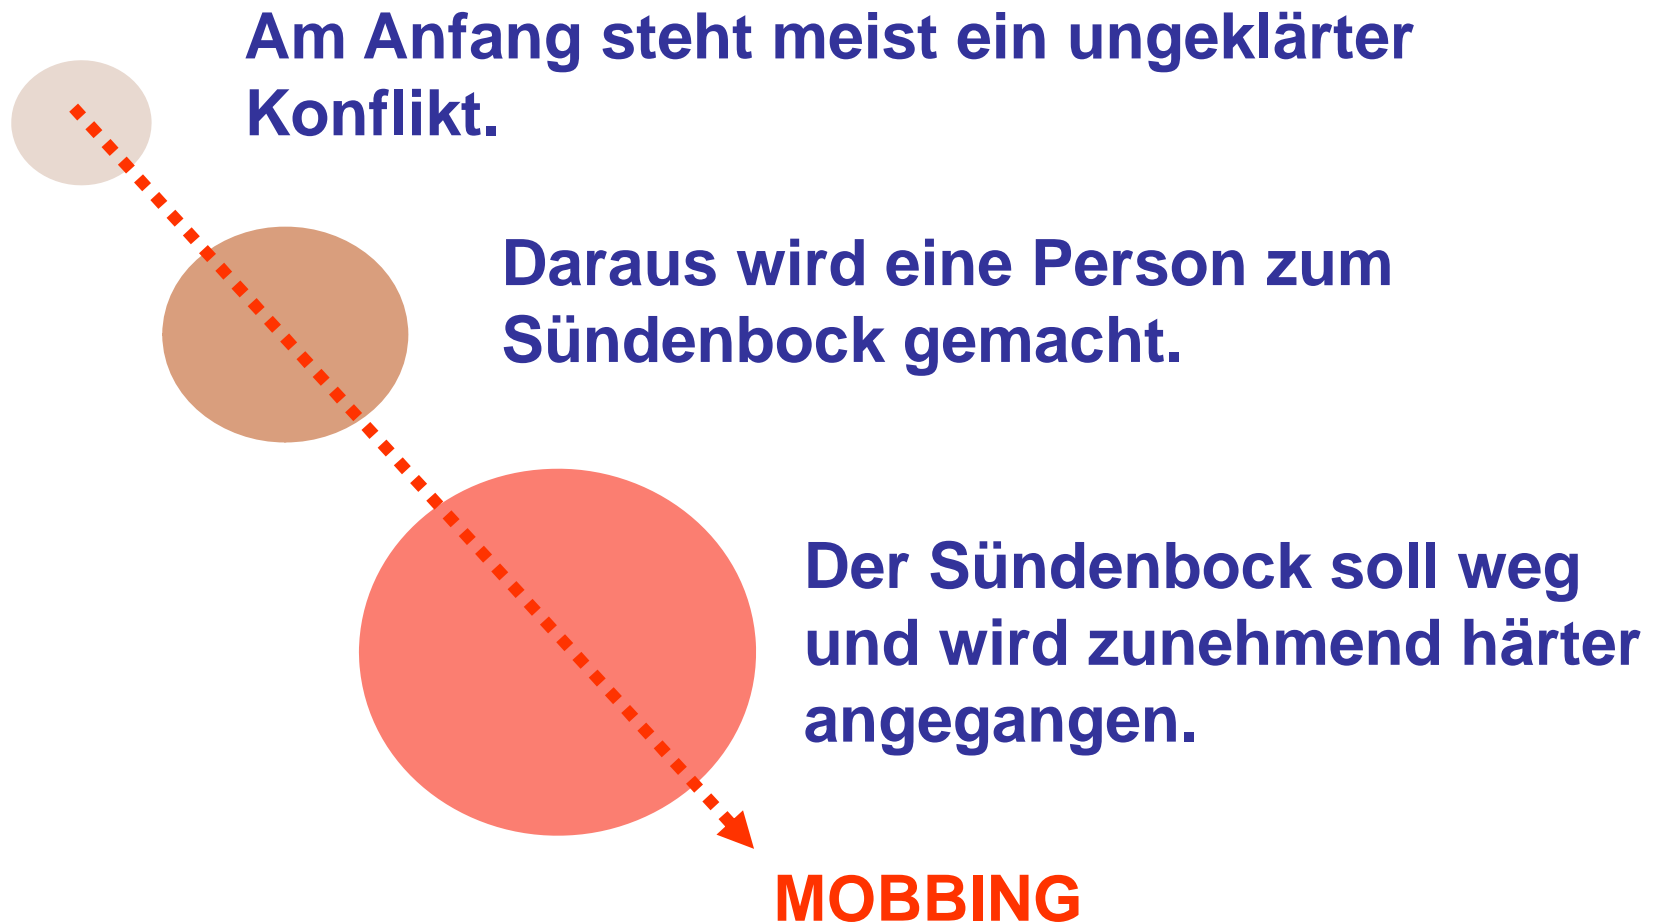 Am Anfang steht meist ein ungeklärter
Konflikt.
Daraus wird eine Person zum
Sündenbock gemacht.
Der Sündenbock soll weg
und wird zunehmend härter
angegangen.
MOBBING